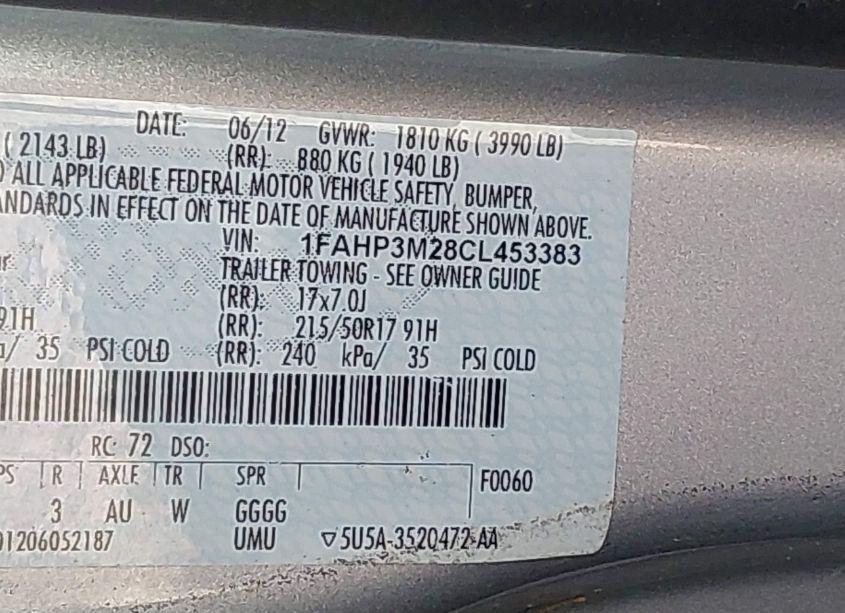 DATE: 06/12 GVWR: 1810 KG ( 3990 LB)
( 2143 LB) (RR): 880 KG ( 1940 LB)
ALL APPLICABLE FEDERAL MOTOR VEHICLE SAFETY, BUMPER,
ANDARDS IN EFFECT ON THE DATE OF MANUFACTURE SHOWN ABOVE.
VIN: 1FAHP3M28CL453383
TRAILER TOWING - SEE OWNER GUIDE
(RR): 17x7.0J
91H (RR): 215/50R17 91H
a/ 35 PSI COLD (RR): 240 kPa/ 35 PSI COLD
RC: 72 DSO:
PS R AXLE TR SPR F0060
3 AU W GGGG
01206052187 UMU ▽5U5A-3520472-AA